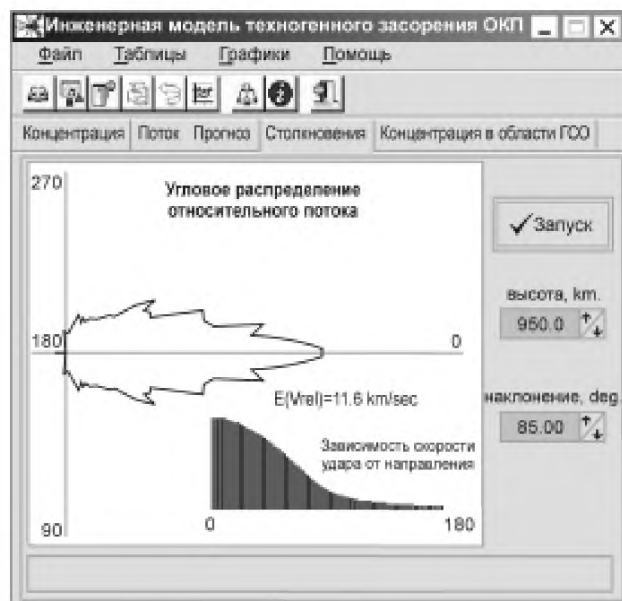 Инженерная модель техногенного засорения ОКП
Файл Таблицы Графики Помощь
Концентрация Поток Прогноз Столкновения Концентрация в области ГСО
270
Угловое распределение
относительного потока
180
0
E(Vrel)=11.6 km/sec
Зависимость скорости
удара от направления
0
180
90
Запуск
высота, km.
950.0
наклонение, deg.
85.00